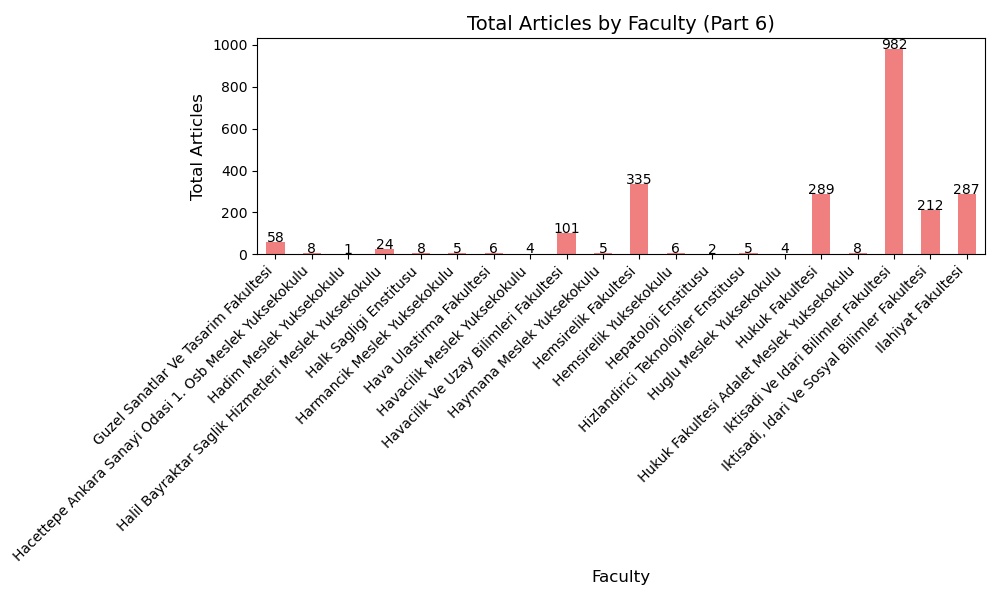 Total Articles by Faculty (Part 6)
Total Articles
1000
800
600
400
200
0
58
8
1
24
8
5
6
4
101
5
335
6
2
5
4
289
8
982
212
287
Guzel Sanatlar Ve Tasarim Fakultesi
Hacettepe Ankara Sanayi Odasi 1. Osb Meslek Yuksekokulu
Hadim Meslek Yuksekokulu
Halil Bayraktar Saglik Hizmetleri Meslek Yuksekokulu
Halk Sagligi Enstitusu
Harmancik Meslek Yuksekokulu
Hava Ulastirma Fakultesi
Havacilik Meslek Yuksekokulu
Havacilik Ve Uzay Bilimleri Fakultesi
Haymana Meslek Yuksekokulu
Hemsirelik Fakultesi
Hemsirelik Yuksekokulu
Hepatoloji Enstitusu
Hizlandirici Teknolojiler Enstitusu
Huglu Meslek Yuksekokulu
Hukuk Fakultesi
Hukuk Fakultesi Adalet Meslek Yuksekokulu
Iktisadi Ve Idari Bilimler Fakultesi
Iktisadi, Idari Ve Sosyal Bilimler Fakultesi
Ilahiyat Fakultesi
Faculty